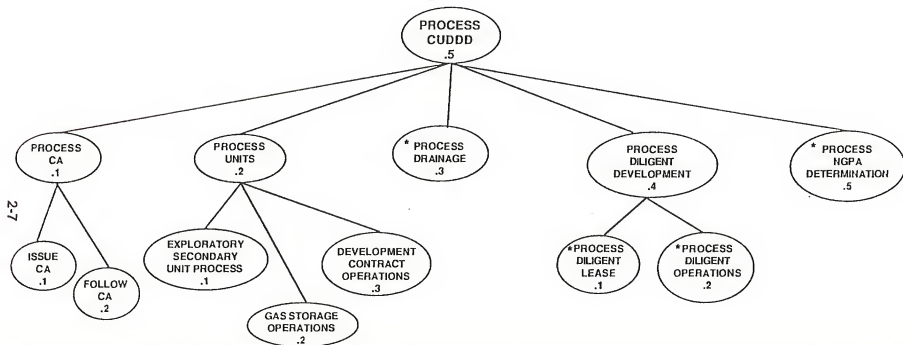 PROCESS
CUDDD
.5
PROCESS
CA
.1
PROCESS
UNITS
.2
* PROCESS
DRAINAGE
.3
PROCESS
DILIGENT
DEVELOPMENT
.4
* PROCESS
NGPA
DETERMINATION
.5
2-7
ISSUE
CA
.1
FOLLOW
CA
.2
EXPLORATORY
SECONDARY
UNIT PROCESS
.1
GAS STORAGE
OPERATIONS
.2
DEVELOPMENT
CONTRACT
OPERATIONS
.3
*PROCESS
DILIGENT
LEASE
.1
*PROCESS
DILIGENT
OPERATIONS
.2